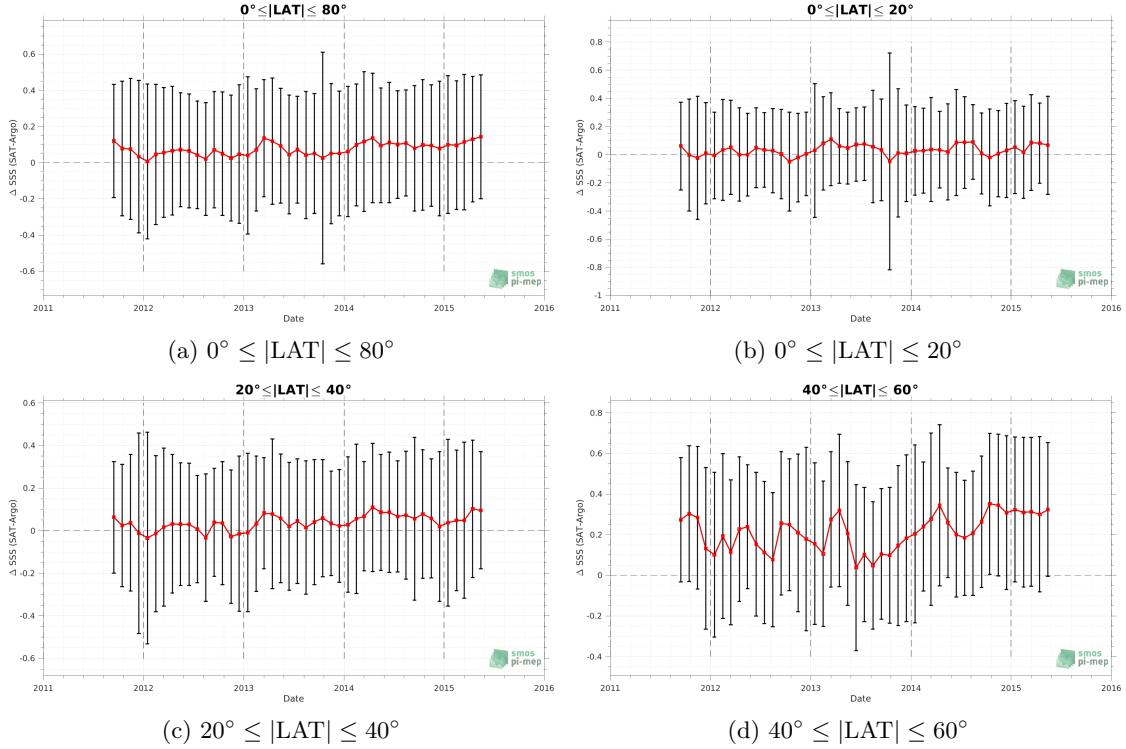 0°≤|LAT|≤ 80°
0.6
0.4
0.2
0
-0.2
-0.4
-0.6
Δ SSS (SAT-Argo)
2011 2012 2013 2014 2015 2016
Date
smos
pi-mep
(a) 0° ≤ |LAT| ≤ 80°
0°≤|LAT|≤ 20°
0.8
0.6
0.4
0.2
0
-0.2
-0.4
-0.6
-0.8
-1
Δ SSS (SAT-Argo)
2011 2012 2013 2014 2015 2016
Date
smos
pi-mep
(b) 0° ≤ |LAT| ≤ 20°
20°≤|LAT|≤ 40°
0.6
0.4
0.2
0
-0.2
-0.4
-0.6
Δ SSS (SAT-Argo)
2011 2012 2013 2014 2015 2016
Date
smos
pi-mep
(c) 20° ≤ |LAT| ≤ 40°
40°≤|LAT|≤ 60°
0.8
0.6
0.4
0.2
0
-0.2
-0.4
Δ SSS (SAT-Argo)
2011 2012 2013 2014 2015 2016
Date
smos
pi-mep
(d) 40° ≤ |LAT| ≤ 60°